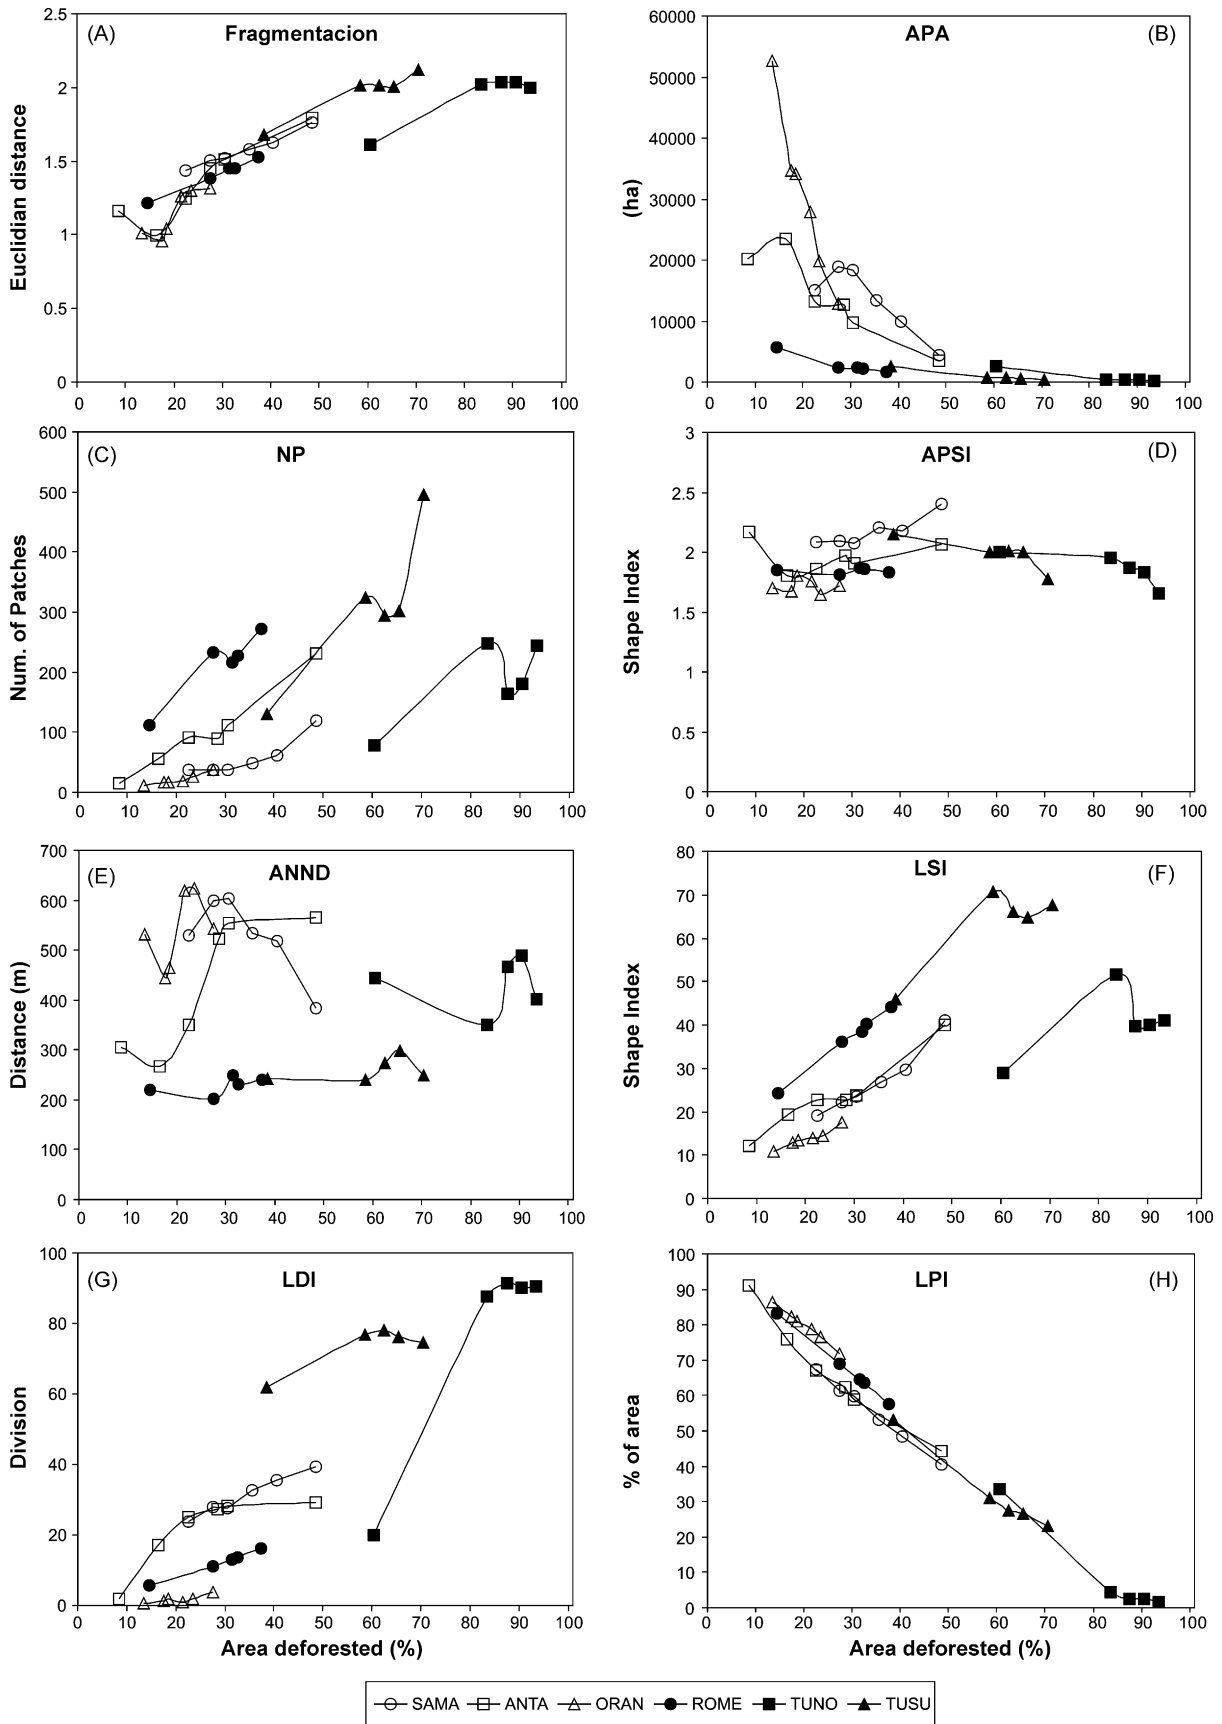 (A) Fragmentacion
Euclidian distance
2.5
2
1.5
1
0.5
0
0 10 20 30 40 50 60 70 80 90 100
APA (B)
(ha)
60000
50000
40000
30000
20000
10000
0
0 10 20 30 40 50 60 70 80 90 100
(C) NP
Num. of Patches
600
500
400
300
200
100
0
0 10 20 30 40 50 60 70 80 90 100
APSI (D)
Shape Index
3
2.5
2
1.5
1
0.5
0
0 10 20 30 40 50 60 70 80 90 100
(E) ANND
Distance (m)
700
600
500
400
300
200
100
0
0 10 20 30 40 50 60 70 80 90 100
LSI (F)
Shape Index
80
70
60
50
40
30
20
10
0
0 10 20 30 40 50 60 70 80 90 100
(G) LDI
Division
100
80
60
40
20
0
0 10 20 30 40 50 60 70 80 90 100
Area deforested (%)
LPI (H)
% of area
100
90
80
70
60
50
40
30
20
10
0
0 10 20 30 40 50 60 70 80 90 100
Area deforested (%)
SAMA ANTA ORAN ROME TUNO TUSU